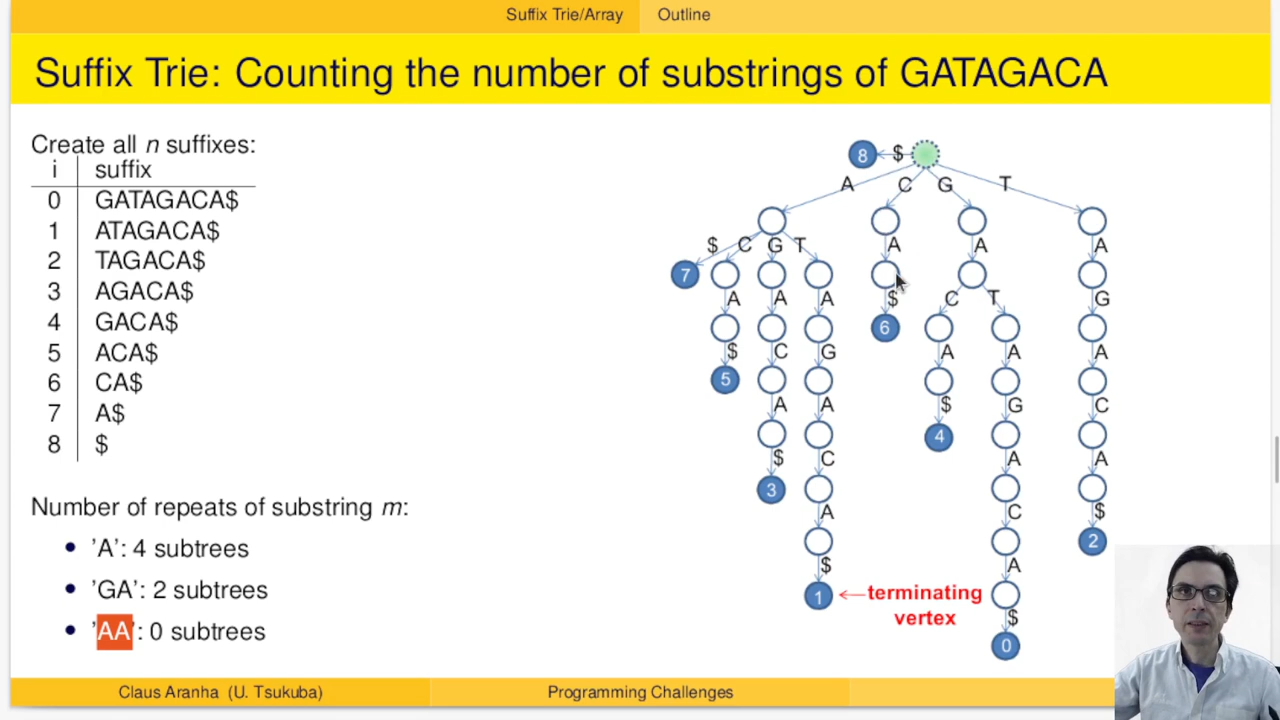 Suffix Trie/Array Outline
Suffix Trie: Counting the number of substrings of GATAGACA
Create all n suffixes:
i suffix
0 GATAGACA$
1 ATAGACA$
2 TAGACA$
3 AGACA$
4 GACA$
5 ACA$
6 CA$
7 A$
8 $
Number of repeats of substring m:
• 'A': 4 subtrees
• 'GA': 2 subtrees
• 'AA': 0 subtrees
8 $
A C G T
$ C G T A A A
7
A A A $ C T G
6
$ C G A A A
5
A A $ G C
4
$ C A A
3
A C $
$ A 2
1 ← terminating
vertex
$
0
Claus Aranha (U. Tsukuba) Programming Challenges